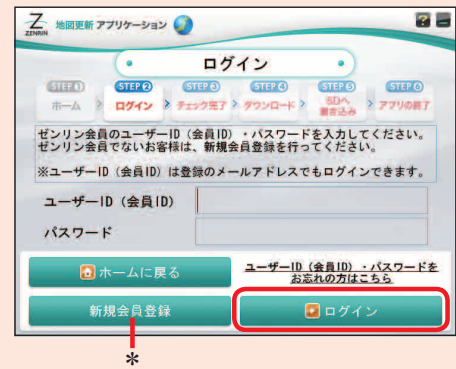 Z ZENRIN 地図更新 アプリケーション ?
ログイン
STEP① STEP② STEP③ STEP④ STEP⑤ STEP⑥
ホーム ログイン チェック完了 ダウンロード SDへ書き込み アプリの終了
ゼンリン会員のユーザーID（会員ID）・パスワードを入力してください。
ゼンリン会員でないお客様は、新規会員登録を行ってください。
※ユーザーID（会員ID）は登録のメールアドレスでもログインできます。
ユーザーID（会員ID）
パスワード
ホームに戻る
ユーザーID（会員ID）・パスワードを
お忘れの方はこちら
新規会員登録
ログイン
*